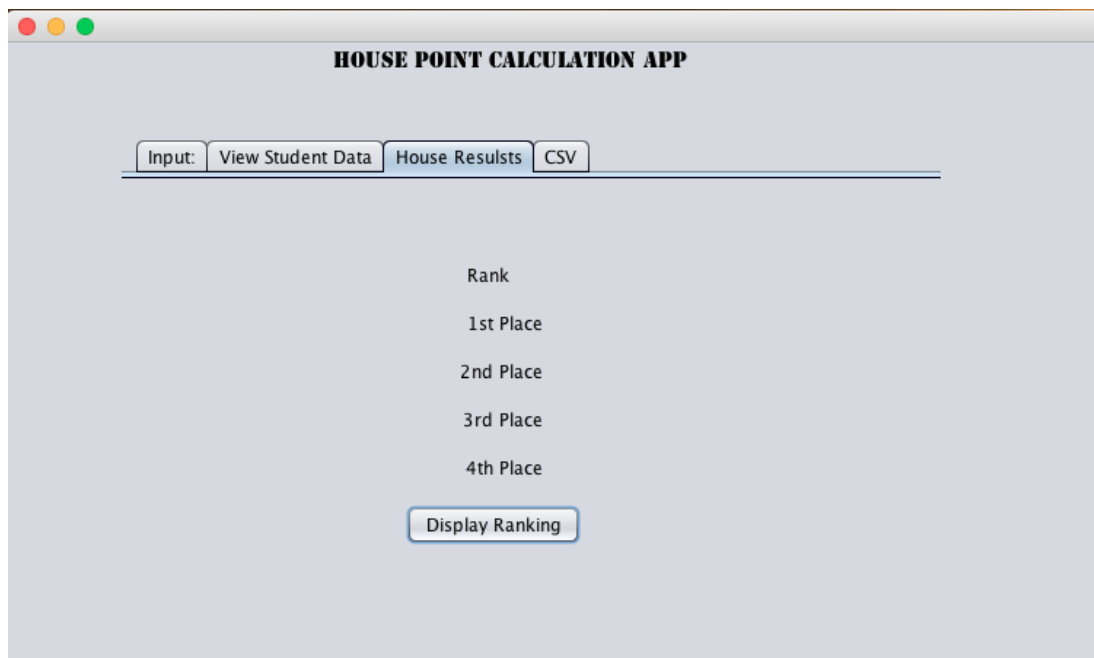 HOUSE POINT CALCULATION APP
Input: View Student Data House Resulsts CSV
Rank
1st Place
2nd Place
3rd Place
4th Place
Display Ranking